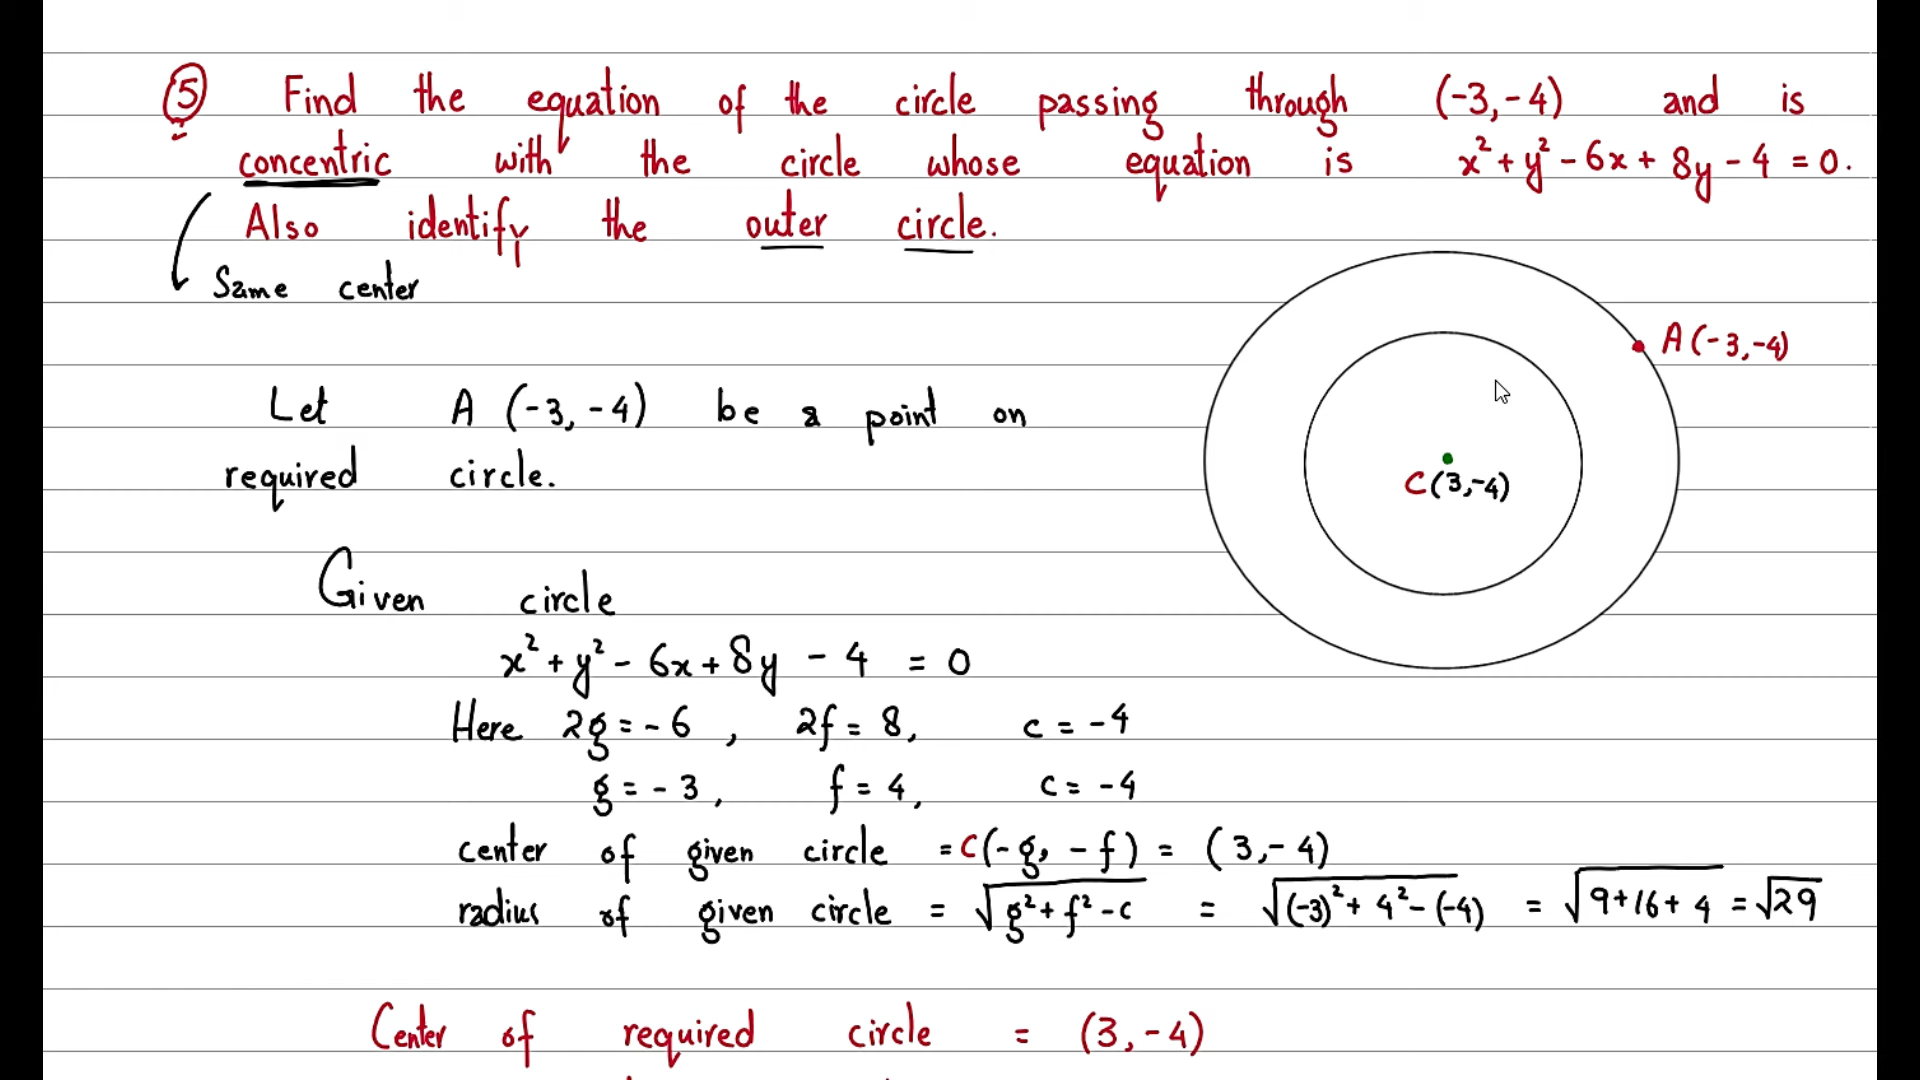 ⑤ Find the equation of the circle passing through (-3,-4) and is
concentric with the circle whose equation is x²+y²-6x+8y-4=0.
Also identify the outer circle.
Same center
A(-3,-4)
Let A (-3,-4) be a point on
required circle.
C(3,-4)
Given circle
x²+y²-6x+8y-4=0
Here 2g=-6, 2f=8, c=-4
g=-3, f=4, c=-4
center of given circle = C(-g,-f) = (3,-4)
radius of given circle = √(g²+f²-c) = √((-3)²+4²-(-4)) = √(9+16+4) = √29
Center of required circle = (3,-4)